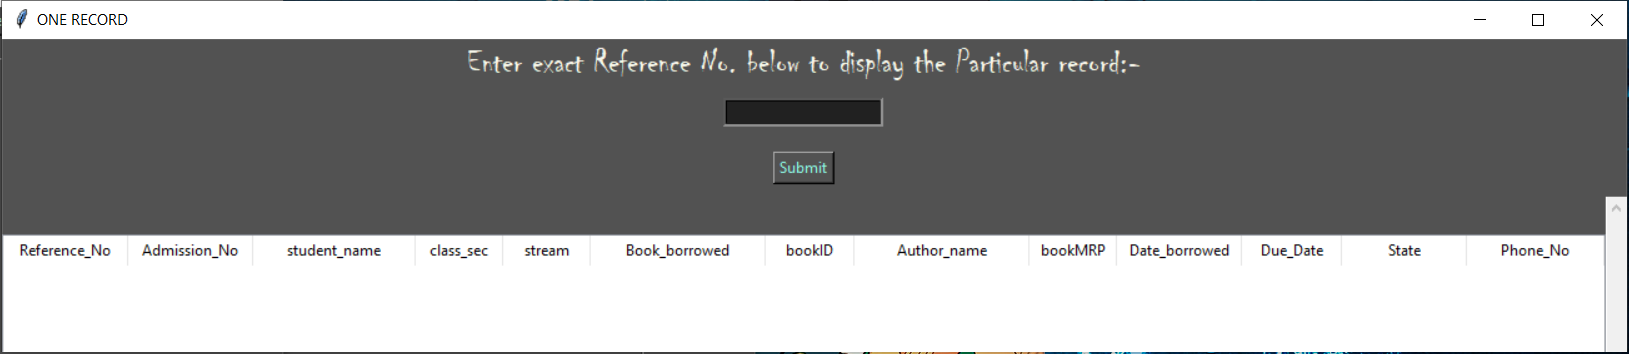 ONE RECORD
Enter exact Reference No. below to display the Particular record:-
Submit
Reference_No Admission_No student_name class_sec stream Book_borrowed bookID Author_name bookMRP Date_borrowed Due_Date State Phone_No